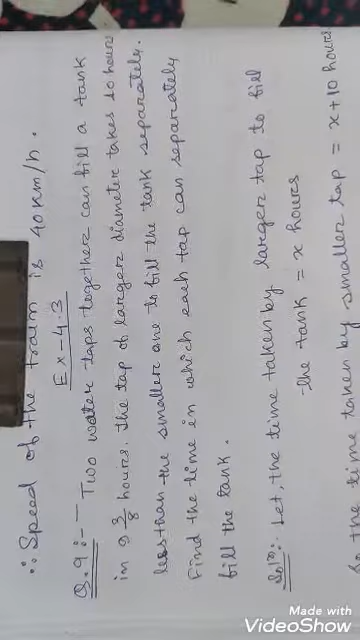 ∴ Speed of the train is 40 km/h.
Ex-4.3
Q.9:- Two water taps together can fill a tank
in 9 3/8 hours. The tap of larger diameter takes 10 hours
less than the smaller one to fill the tank separately.
Find the time in which each tap can separately
fill the tank.
Sol:. Let, the time taken by larger tap to fill
the tank = x hours
So the time taken by smaller tap = x+10 hours
Made with
VideoShow